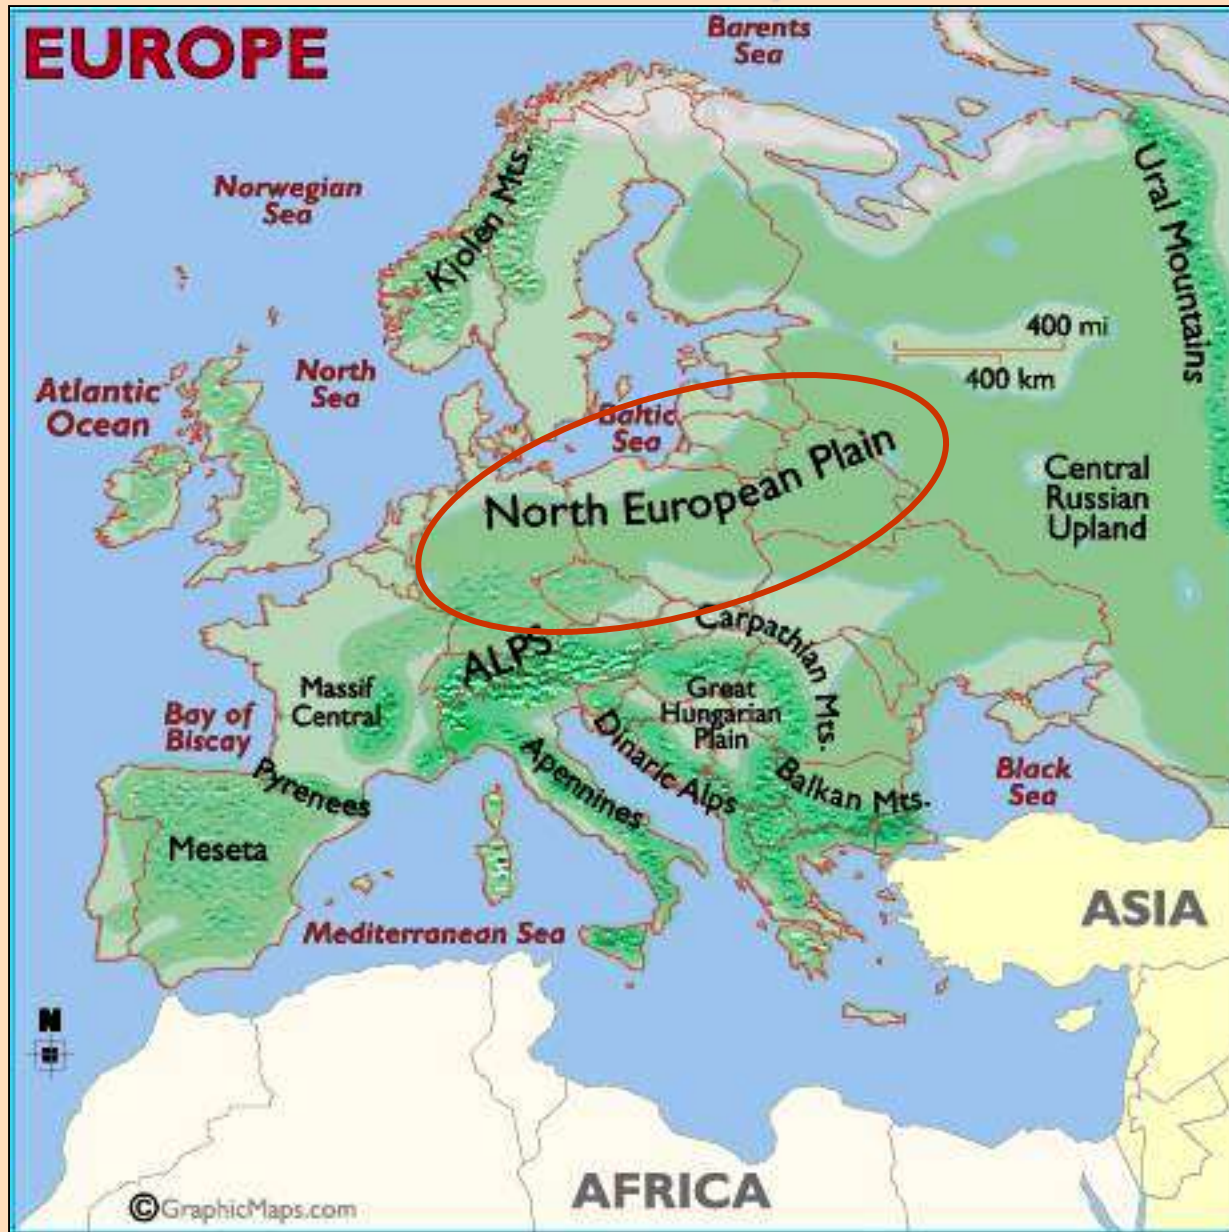 EUROPE
Barents
Sea
Norwegian
Sea
Kjolen Mts.
Ural Mountains
400 mi
400 km
North
Sea
Atlantic
Ocean
Baltic
Sea
North European Plain
Central
Russian
Upland
Carpathian Mts.
ALPS
Massif
Central
Great
Hungarian
Plain
Bay of
Biscay
Pyrenees
Apennines
Dinaric Alps
Balkan Mts.
Black
Sea
Meseta
ASIA
Mediterranean Sea
N
AFRICA
©GraphicMaps.com